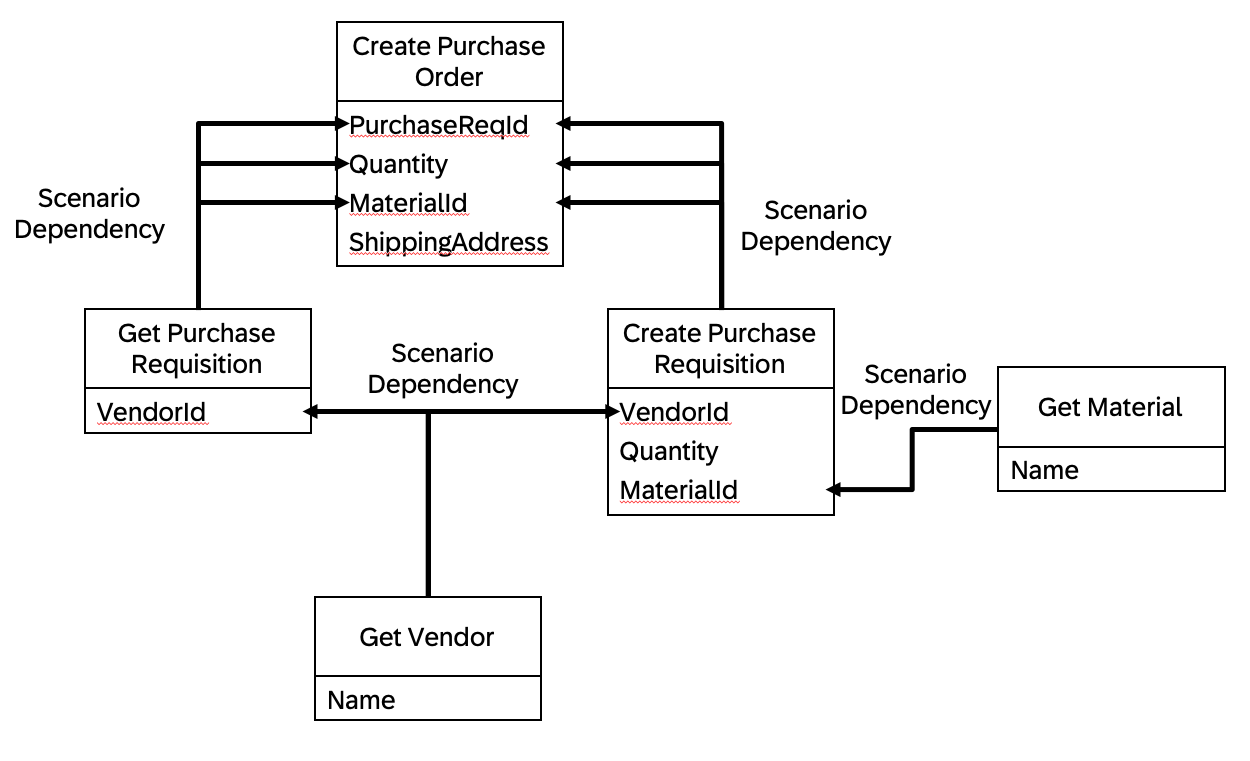 Create Purchase
Order
PurchaseReqId
Quantity
MaterialId
ShippingAddress
Scenario
Dependency
Scenario
Dependency
Get Purchase
Requisition
VendorId
Scenario
Dependency
Create Purchase
Requisition
VendorId
Quantity
MaterialId
Scenario
Dependency
Get Material
Name
Get Vendor
Name